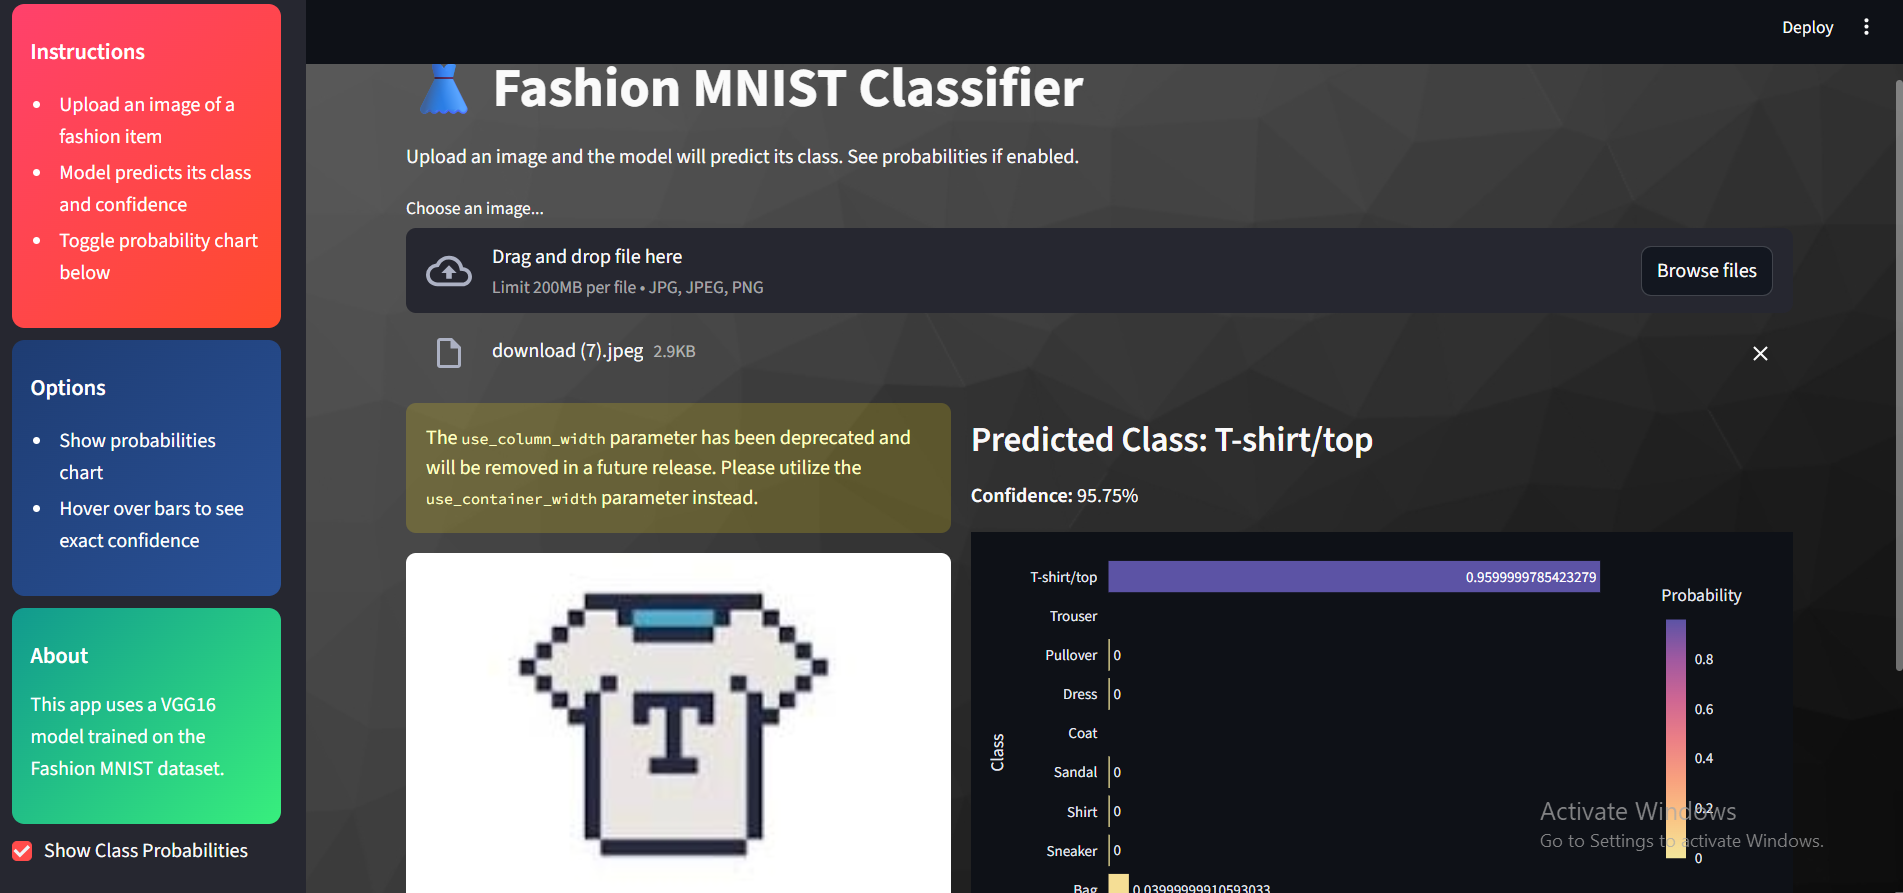 Instructions
Upload an image of a
fashion item
Model predicts its class
and confidence
Toggle probability chart
below
Options
Show probabilities
chart
Hover over bars to see
exact confidence
About
This app uses a VGG16
model trained on the
Fashion MNIST dataset.
Show Class Probabilities
Deploy
Fashion MNIST Classifier
Upload an image and the model will predict its class. See probabilities if enabled.
Choose an image...
Drag and drop file here
Limit 200MB per file • JPG, JPEG, PNG
Browse files
download (7).jpeg 2.9KB
The use_column_width parameter has been deprecated and
will be removed in a future release. Please utilize the
use_container_width parameter instead.
T
Predicted Class: T-shirt/top
Confidence: 95.75%
Class
T-shirt/top 0.9599999785423279
Trouser
Pullover 0
Dress 0
Coat
Sandal 0
Shirt 0
Sneaker 0
Bag 0.03999999910593033
Probability
0.8
0.6
0.4
0.2
0
Activate Windows
Go to Settings to activate Windows.